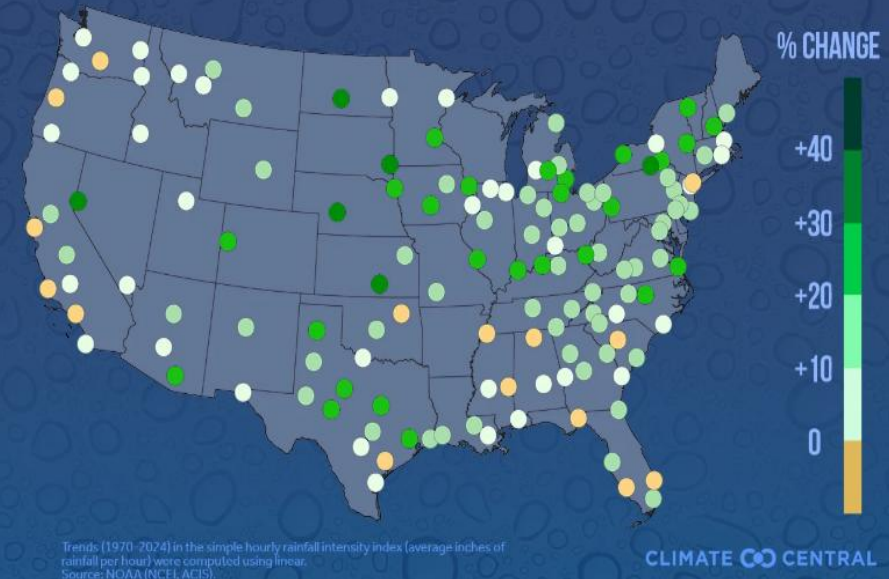 % CHANGE
+40
+30
+20
+10
0
Trends (1970-2024) in the simple hourly rainfall intensity index (average inches of
rainfall per hour) were computed using linear.
Source: NOAA (NCEI, ACIS).
CLIMATE CENTRAL